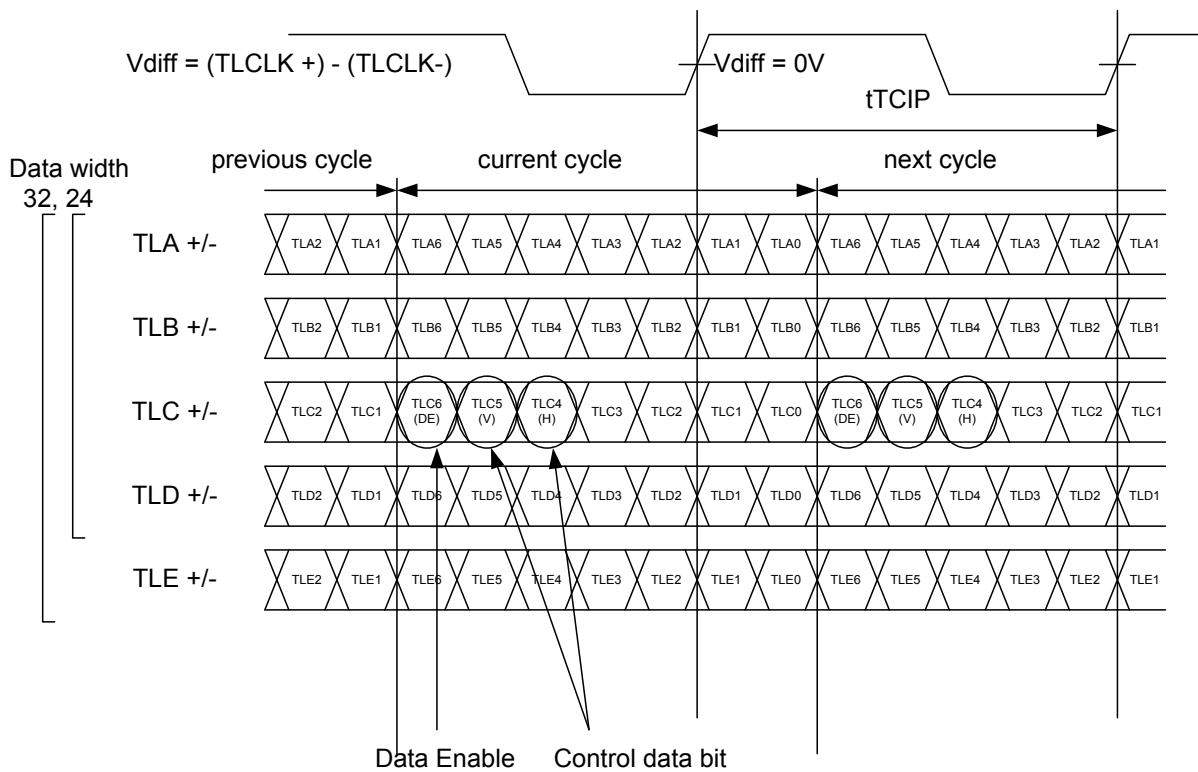 Vdiff = (TLCLK +) - (TLCLK-)
Vdiff = 0V
tTCIP
previous cycle
current cycle
next cycle
Data width
32, 24
TLA +/-
TLA2 TLA1 TLA6 TLA5 TLA4 TLA3 TLA2 TLA1 TLA0 TLA6 TLA5 TLA4 TLA3 TLA2 TLA1
TLB +/-
TLB2 TLB1 TLB6 TLB5 TLB4 TLB3 TLB2 TLB1 TLB0 TLB6 TLB5 TLB4 TLB3 TLB2 TLB1
TLC +/-
TLC2 TLC1 TLC6 TLC5 TLC4 TLC3 TLC2 TLC1 TLC0 TLC6 TLC5 TLC4 TLC3 TLC2 TLC1
(DE) (V) (H) (DE) (V) (H)
TLD +/-
TLD2 TLD1 TLD6 TLD5 TLD4 TLD3 TLD2 TLD1 TLD0 TLD6 TLD5 TLD4 TLD3 TLD2 TLD1
TLE +/-
TLE2 TLE1 TLE6 TLE5 TLE4 TLE3 TLE2 TLE1 TLE0 TLE6 TLE5 TLE4 TLE3 TLE2 TLE1
Data Enable
Control data bit